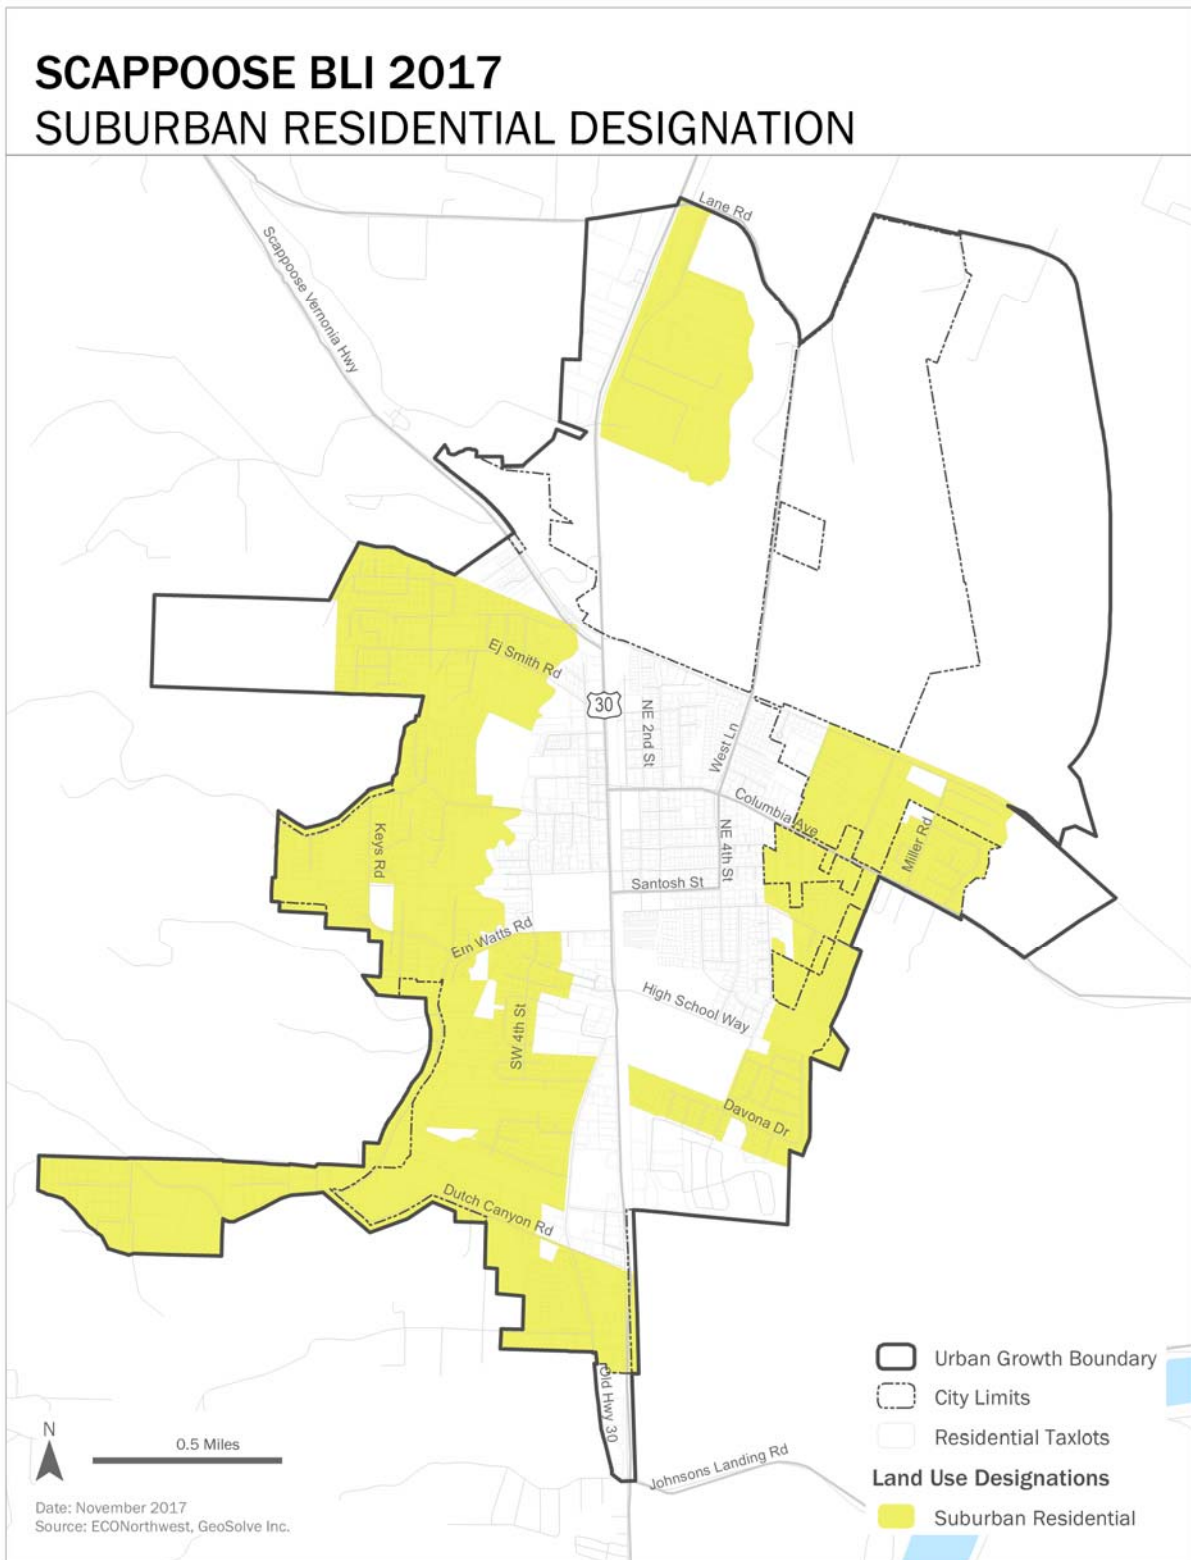 SCAPPOOSE BLI 2017
SUBURBAN RESIDENTIAL DESIGNATION
Lane Rd
Scappoose Vernonia Hwy
Ej Smith Rd
30
NE 2nd St
West Ln
Columbia Ave
Keys Rd
NE 4th St
Miller Rd
Santosh St
Em Watts Rd
High School Way
SW 4th St
Davona Dr
Dutch Canyon Rd
Old Hwy 30
Johnsons Landing Rd
Urban Growth Boundary
City Limits
Residential Taxlots
Land Use Designations
Suburban Residential
N
0.5 Miles
Date: November 2017
Source: ECONorthwest, GeoSolve Inc.